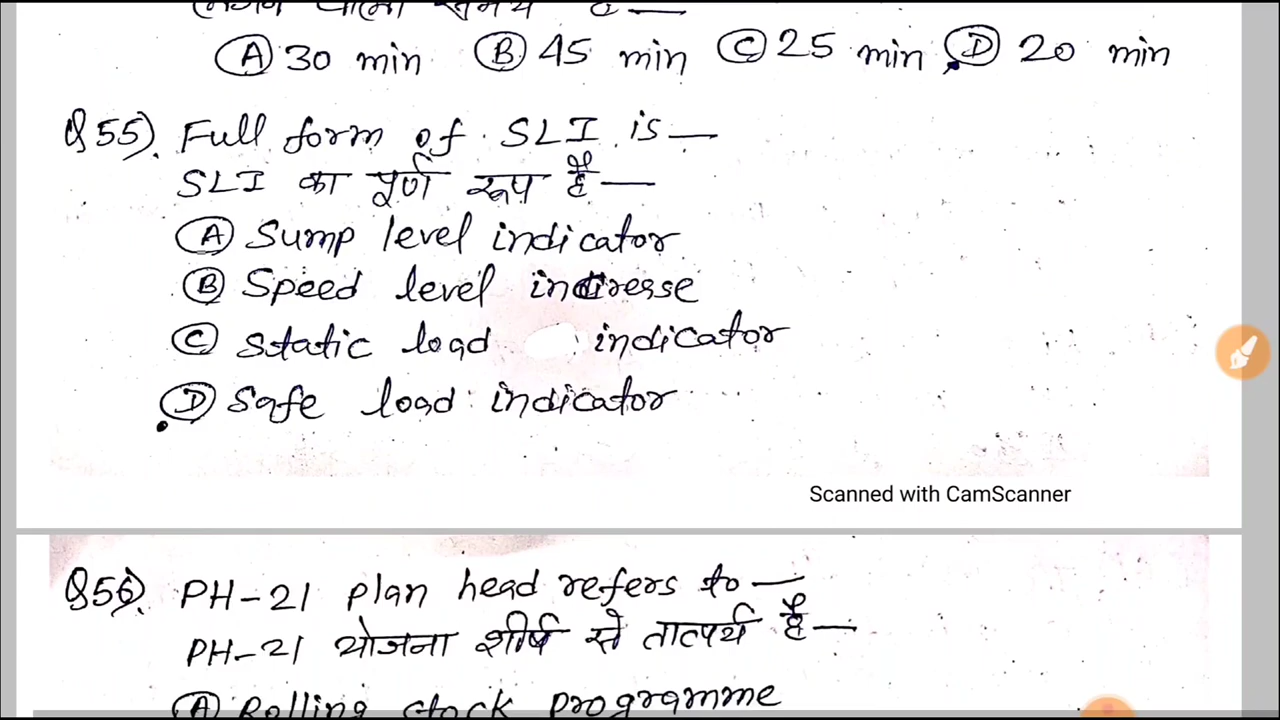 है—
Ⓐ 30 min Ⓑ 45 min Ⓒ 25 min Ⓓ 20 min
Q55). Full form of SLI is—
SLI का पूर्ण रूप है—
Ⓐ Sump level indicator
Ⓑ Speed level
Ⓒ Static load indicator
Ⓓ Safe load indicator
Scanned with CamScanner
Q56). PH-21 plan head refers to—
PH-21 योजना शीर्ष से तात्पर्य है—
Ⓐ Rolling stock programme